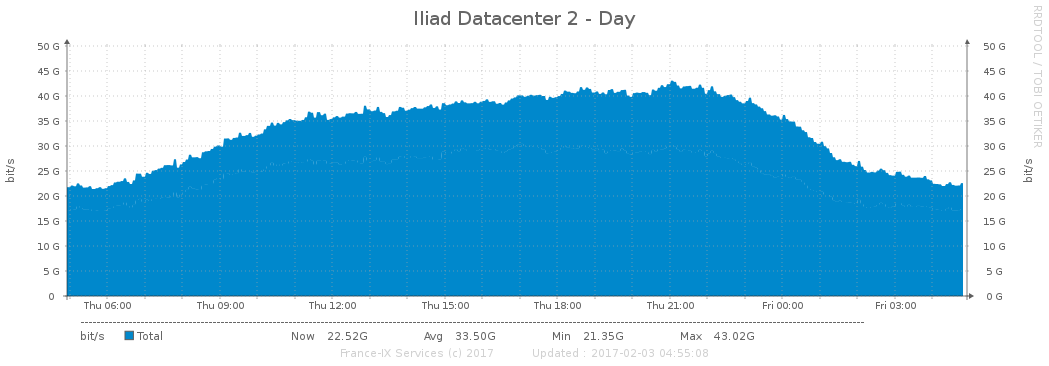 Iliad Datacenter 2 - Day
RRDTOOL / TOBI OETIKER
bit/s
50 G 50 G
45 G 45 G
40 G 40 G
35 G 35 G
30 G 30 G
25 G 25 G
20 G 20 G
15 G 15 G
10 G 10 G
5 G 5 G
0 0 G
bit/s
Thu 06:00 Thu 09:00 Thu 12:00 Thu 15:00 Thu 18:00 Thu 21:00 Fri 00:00 Fri 03:00
bit/s Total Now 22.52G Avg 33.50G Min 21.35G Max 43.02G
France-IX Services (c) 2017 Updated : 2017-02-03 04:55:08